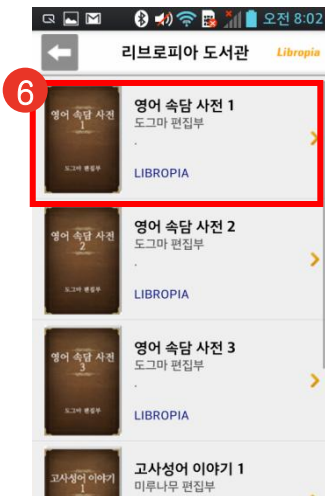 오전 8:02
리브로피아 도서관 Libropia
6
영어 속담 사전
1
도그마 편집부
영어 속담 사전 1
도그마 편집부
.
LIBROPIA
영어 속담 사전
2
도그마 편집부
영어 속담 사전 2
도그마 편집부
.
LIBROPIA
영어 속담 사전
3
도그마 편집부
영어 속담 사전 3
도그마 편집부
.
LIBROPIA
고사성어 이야기
1
고사성어 이야기 1
미루나무 편집부